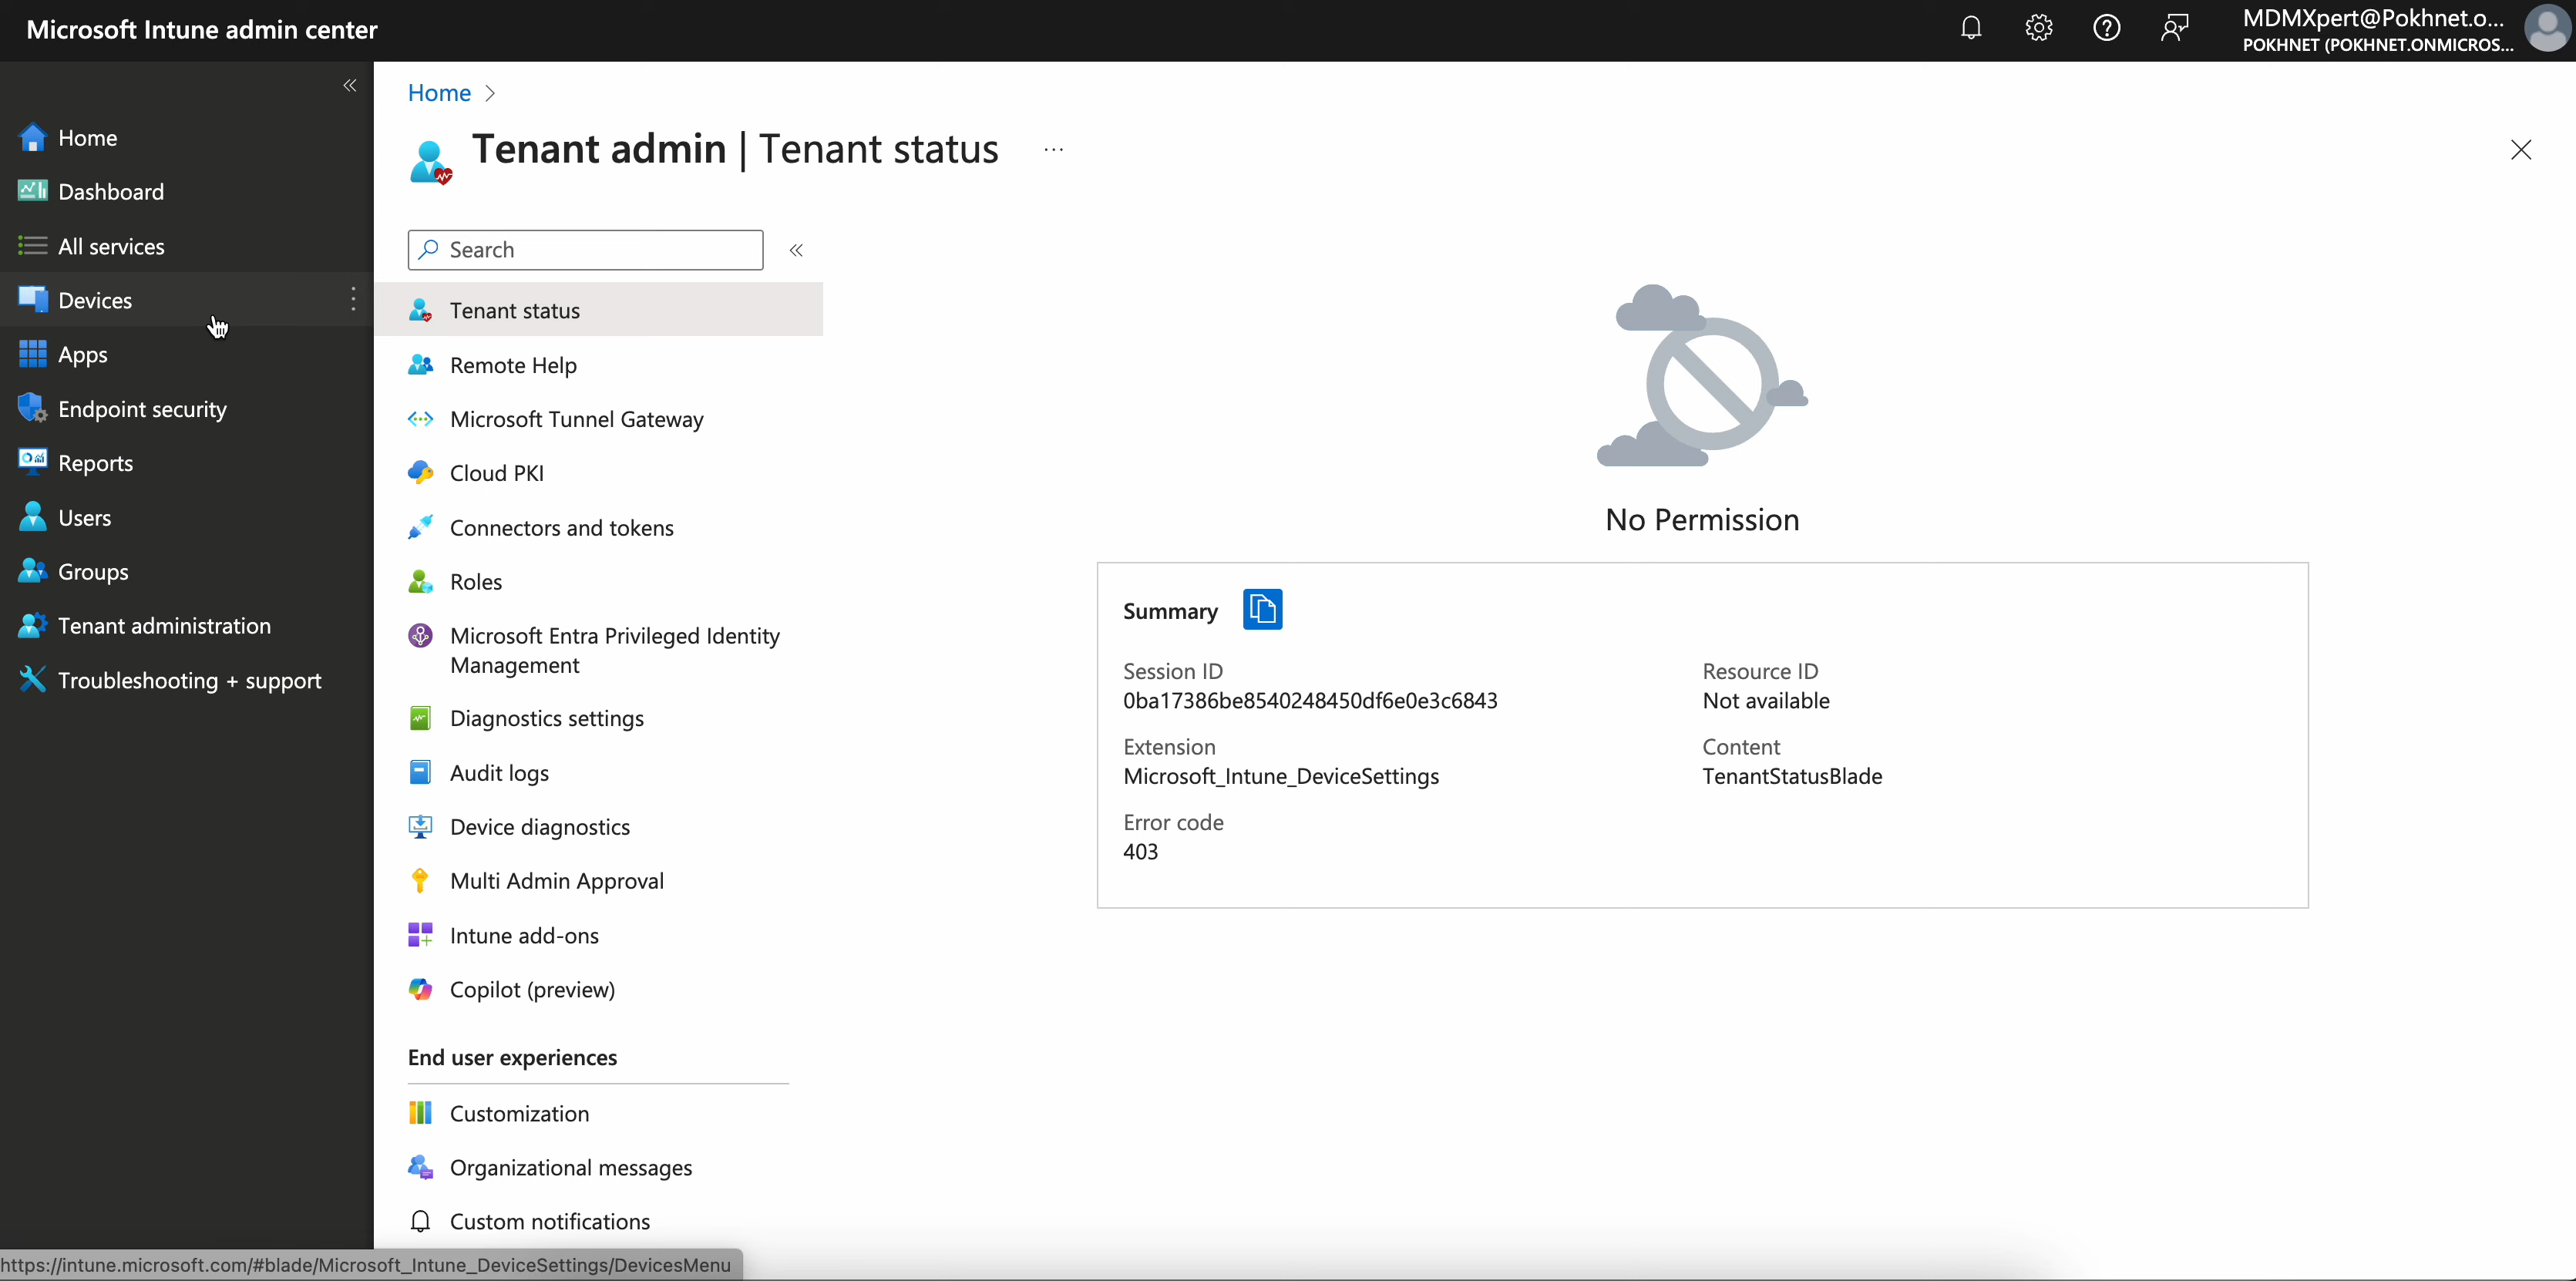 Microsoft Intune admin center
MDMXpert@Pokhnet.o...
POKHNET (POKHNET.ONMICROS...
Home
Dashboard
All services
Devices
Apps
Endpoint security
Reports
Users
Groups
Tenant administration
Troubleshooting + support
Home >
Tenant admin | Tenant status ...
Search
Tenant status
Remote Help
Microsoft Tunnel Gateway
Cloud PKI
Connectors and tokens
Roles
Microsoft Entra Privileged Identity
Management
Diagnostics settings
Audit logs
Device diagnostics
Multi Admin Approval
Intune add-ons
Copilot (preview)
End user experiences
Customization
Organizational messages
Custom notifications
No Permission
Summary
Session ID
0ba17386be8540248450df6e0e3c6843
Resource ID
Not available
Extension
Microsoft_Intune_DeviceSettings
Content
TenantStatusBlade
Error code
403
https://intune.microsoft.com/#blade/Microsoft_Intune_DeviceSettings/DevicesMenu